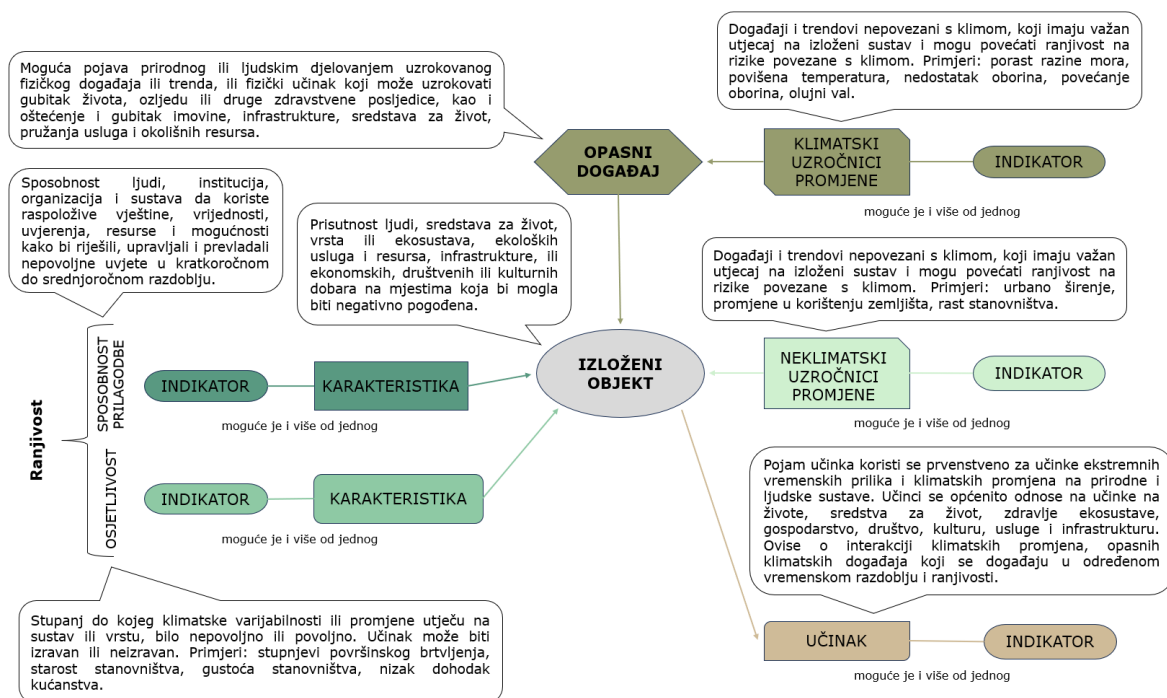 Događaji i trendovi nepovezani s klimom, koji imaju važan
utjecaj na izloženi sustav i mogu povećati ranjivost na
rizike povezane s klimom. Primjeri: porast razine mora,
povišena temperatura, nedostatak oborina, povećanje
oborina, olujni val.
Moguća pojava prirodnog ili ljudskim djelovanjem uzrokovanog
fizičkog događaja ili trenda, ili fizički učinak koji može uzrokovati
gubitak života, ozljedu ili druge zdravstvene posljedice, kao i
oštećenje i gubitak imovine, infrastrukture, sredstava za život,
pružanja usluga i okolišnih resursa.
OPASNI
DOGAĐAJ
KLIMATSKI
UZROČNICI
PROMJENE
INDIKATOR
moguće je i više od jednog
Sposobnost ljudi, institucija,
organizacija i sustava da koriste
raspoložive vještine, vrijednosti,
uvjerenja, resurse i mogućnosti
kako bi riješili, upravljali i prevladali
nepovoljne uvjete u kratkoročnom
do srednjoročnom razdoblju.
Prisutnost ljudi, sredstava za život,
vrsta ili ekosustava, ekoloških
usluga i resursa, infrastrukture, ili
ekonomskih, društvenih ili kulturnih
dobara na mjestima koja bi mogla
biti negativno pogođena.
Događaji i trendovi nepovezani s klimom, koji imaju važan
utjecaj na izloženi sustav i mogu povećati ranjivost na
rizike povezane s klimom. Primjeri: urbano širenje,
promjene u korištenju zemljišta, rast stanovništva.
Ranjivost
SPOSOBNOST
PRILAGODBE
INDIKATOR
KARAKTERISTIKA
moguće je i više od jednog
IZLOŽENI
OBJEKT
NEKLIMATSKI
UZROČNICI
PROMJENE
INDIKATOR
moguće je i više od jednog
OSJETLJIVOST
INDIKATOR
KARAKTERISTIKA
moguće je i više od jednog
Pojam učinka koristi se prvenstveno za učinke ekstremnih
vremenskih prilika i klimatskih promjena na prirodne i
ljudske sustave. Učinci se općenito odnose na učinke na
živote, sredstva za život, zdravlje ekosustave,
gospodarstvo, društvo, kulturu, usluge i infrastrukturu.
Ovise o interakciji klimatskih promjena, opasnih
klimatskih događaja koji se događaju u određenom
vremenskom razdoblju i ranjivosti.
Stupanj do kojeg klimatske varijabilnosti ili promjene utječu na
sustav ili vrstu, bilo nepovoljno ili povoljno. Učinak može biti
izravan ili neizravan. Primjeri: stupnjevi površinskog brtvljenja,
starost stanovništva, gustoća stanovništva, nizak dohodak
kućanstva.
UČINAK
INDIKATOR
moguće je i više od jednog